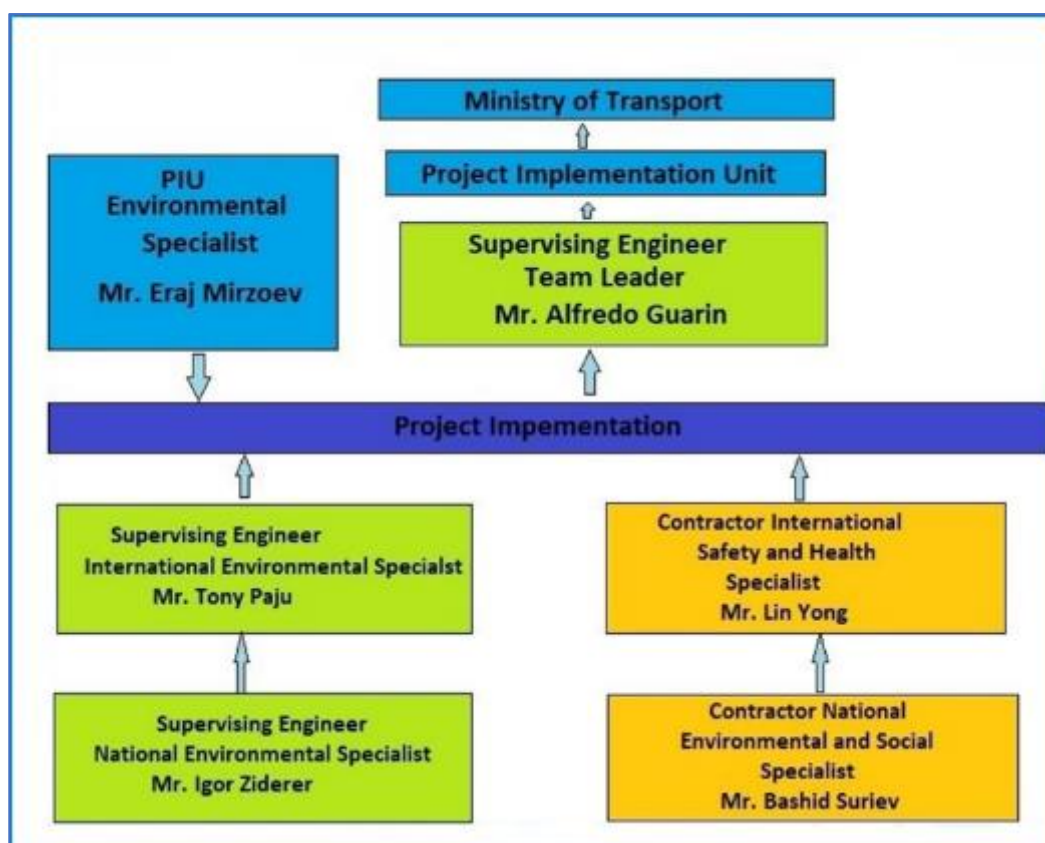 Ministry of Transport
PIU
Environmental
Specialist
Mr. Eraj Mirzoev
Project Implementation Unit
Supervising Engineer
Team Leader
Mr. Alfredo Guarin
Project Impementation
Supervising Engineer
International Environmental Specialst
Mr. Tony Paju
Contractor International
Safety and Health
Specialist
Mr. Lin Yong
Supervising Engineer
National Environmental Specialist
Mr. Igor Ziderer
Contractor National
Environmental and Social
Specialist
Mr. Bashid Suriev